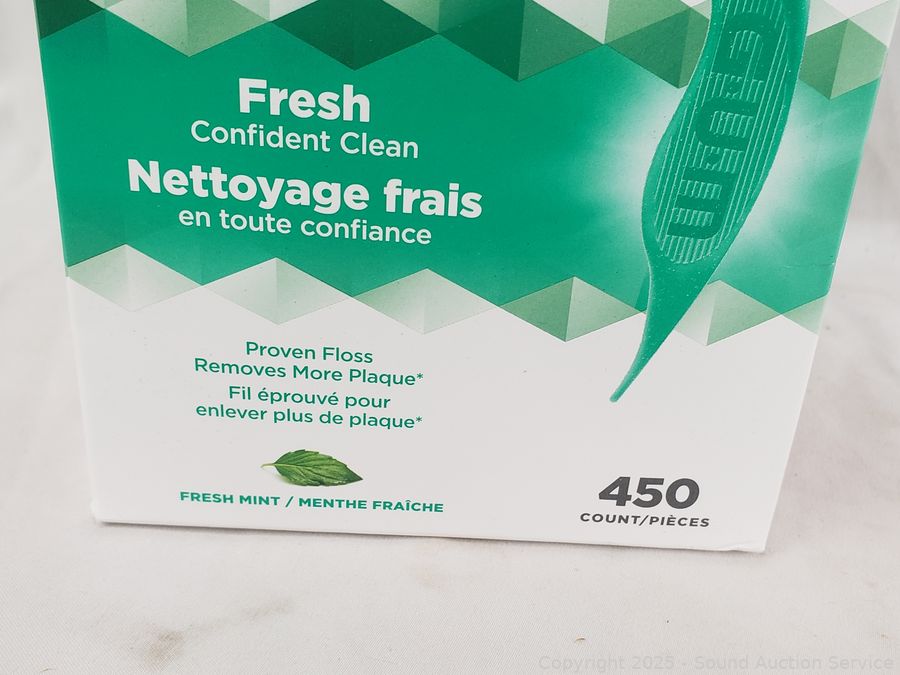 GUM
Fresh
Confident Clean
Nettoyage frais
en toute confiance
Proven Floss
Removes More Plaque*
Fil éprouvé pour
enlever plus de plaque*
FRESH MINT / MENTHE FRAÎCHE
450
COUNT/PIÈCES
Copyright 2025 - Sound Auction Service